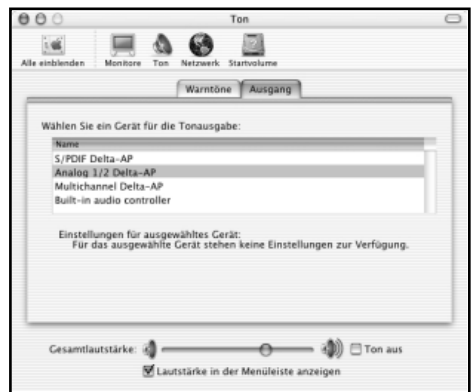 Ton
Alle einblenden Monitore Ton Netzwerk Startvolume
Warntöne Ausgang
Wählen Sie ein Gerät für die Tonausgabe:
Name
S/PDIF Delta-AP
Analog 1/2 Delta-AP
Multichannel Delta-AP
Built-in audio controller
Einstellungen für ausgewähltes Gerät:
Für das ausgewählte Gerät stehen keine Einstellungen zur Verfügung.
Gesamtlautstärke: Ton aus
Lautstärke in der Menüleiste anzeigen